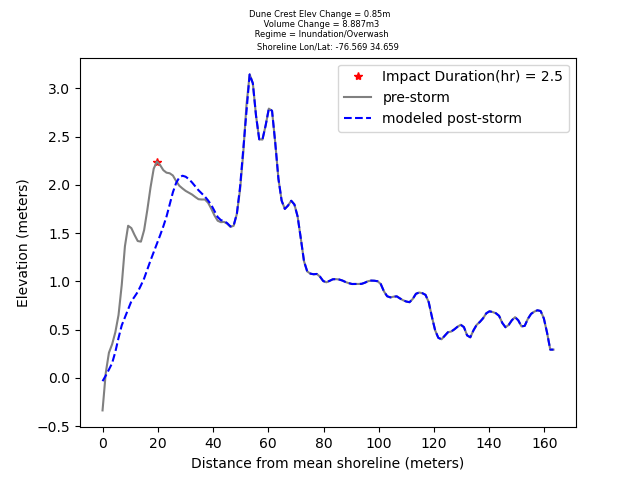 Dune Crest Elev Change = 0.85m
Volume Change = 8.887m3
Regime = Inundation/Overwash
Shoreline Lon/Lat: -76.569 34.659
Impact Duration(hr) = 2.5
pre-storm
modeled post-storm
Elevation (meters)
3.0
2.5
2.0
1.5
1.0
0.5
0.0
−0.5
0 20 40 60 80 100 120 140 160
Distance from mean shoreline (meters)